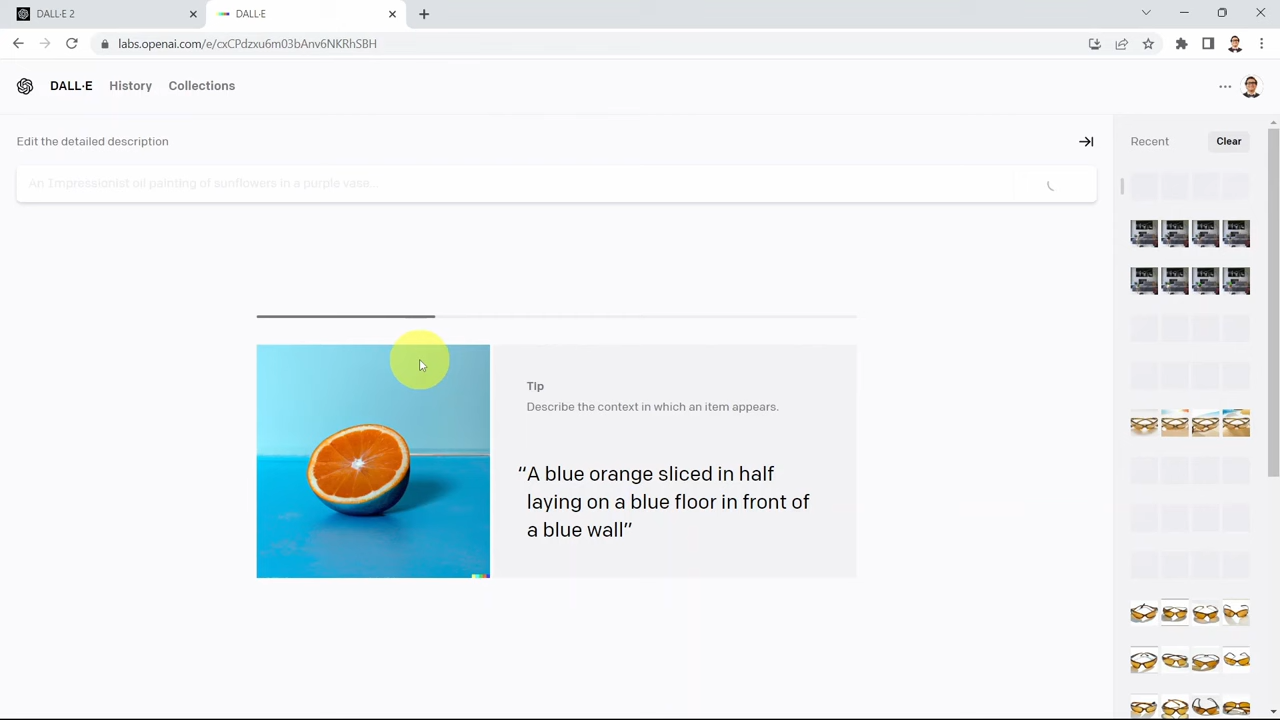 DALL·E 2
DALL·E
labs.openai.com/e/cxCPdzxu6m03bAnv6NKRhSBH
DALL·E History Collections
Edit the detailed description
Recent Clear
An Impressionist oil painting of sunflowers in a purple vase...
Tip
Describe the context in which an item appears.
“A blue orange sliced in half
laying on a blue floor in front of
a blue wall”